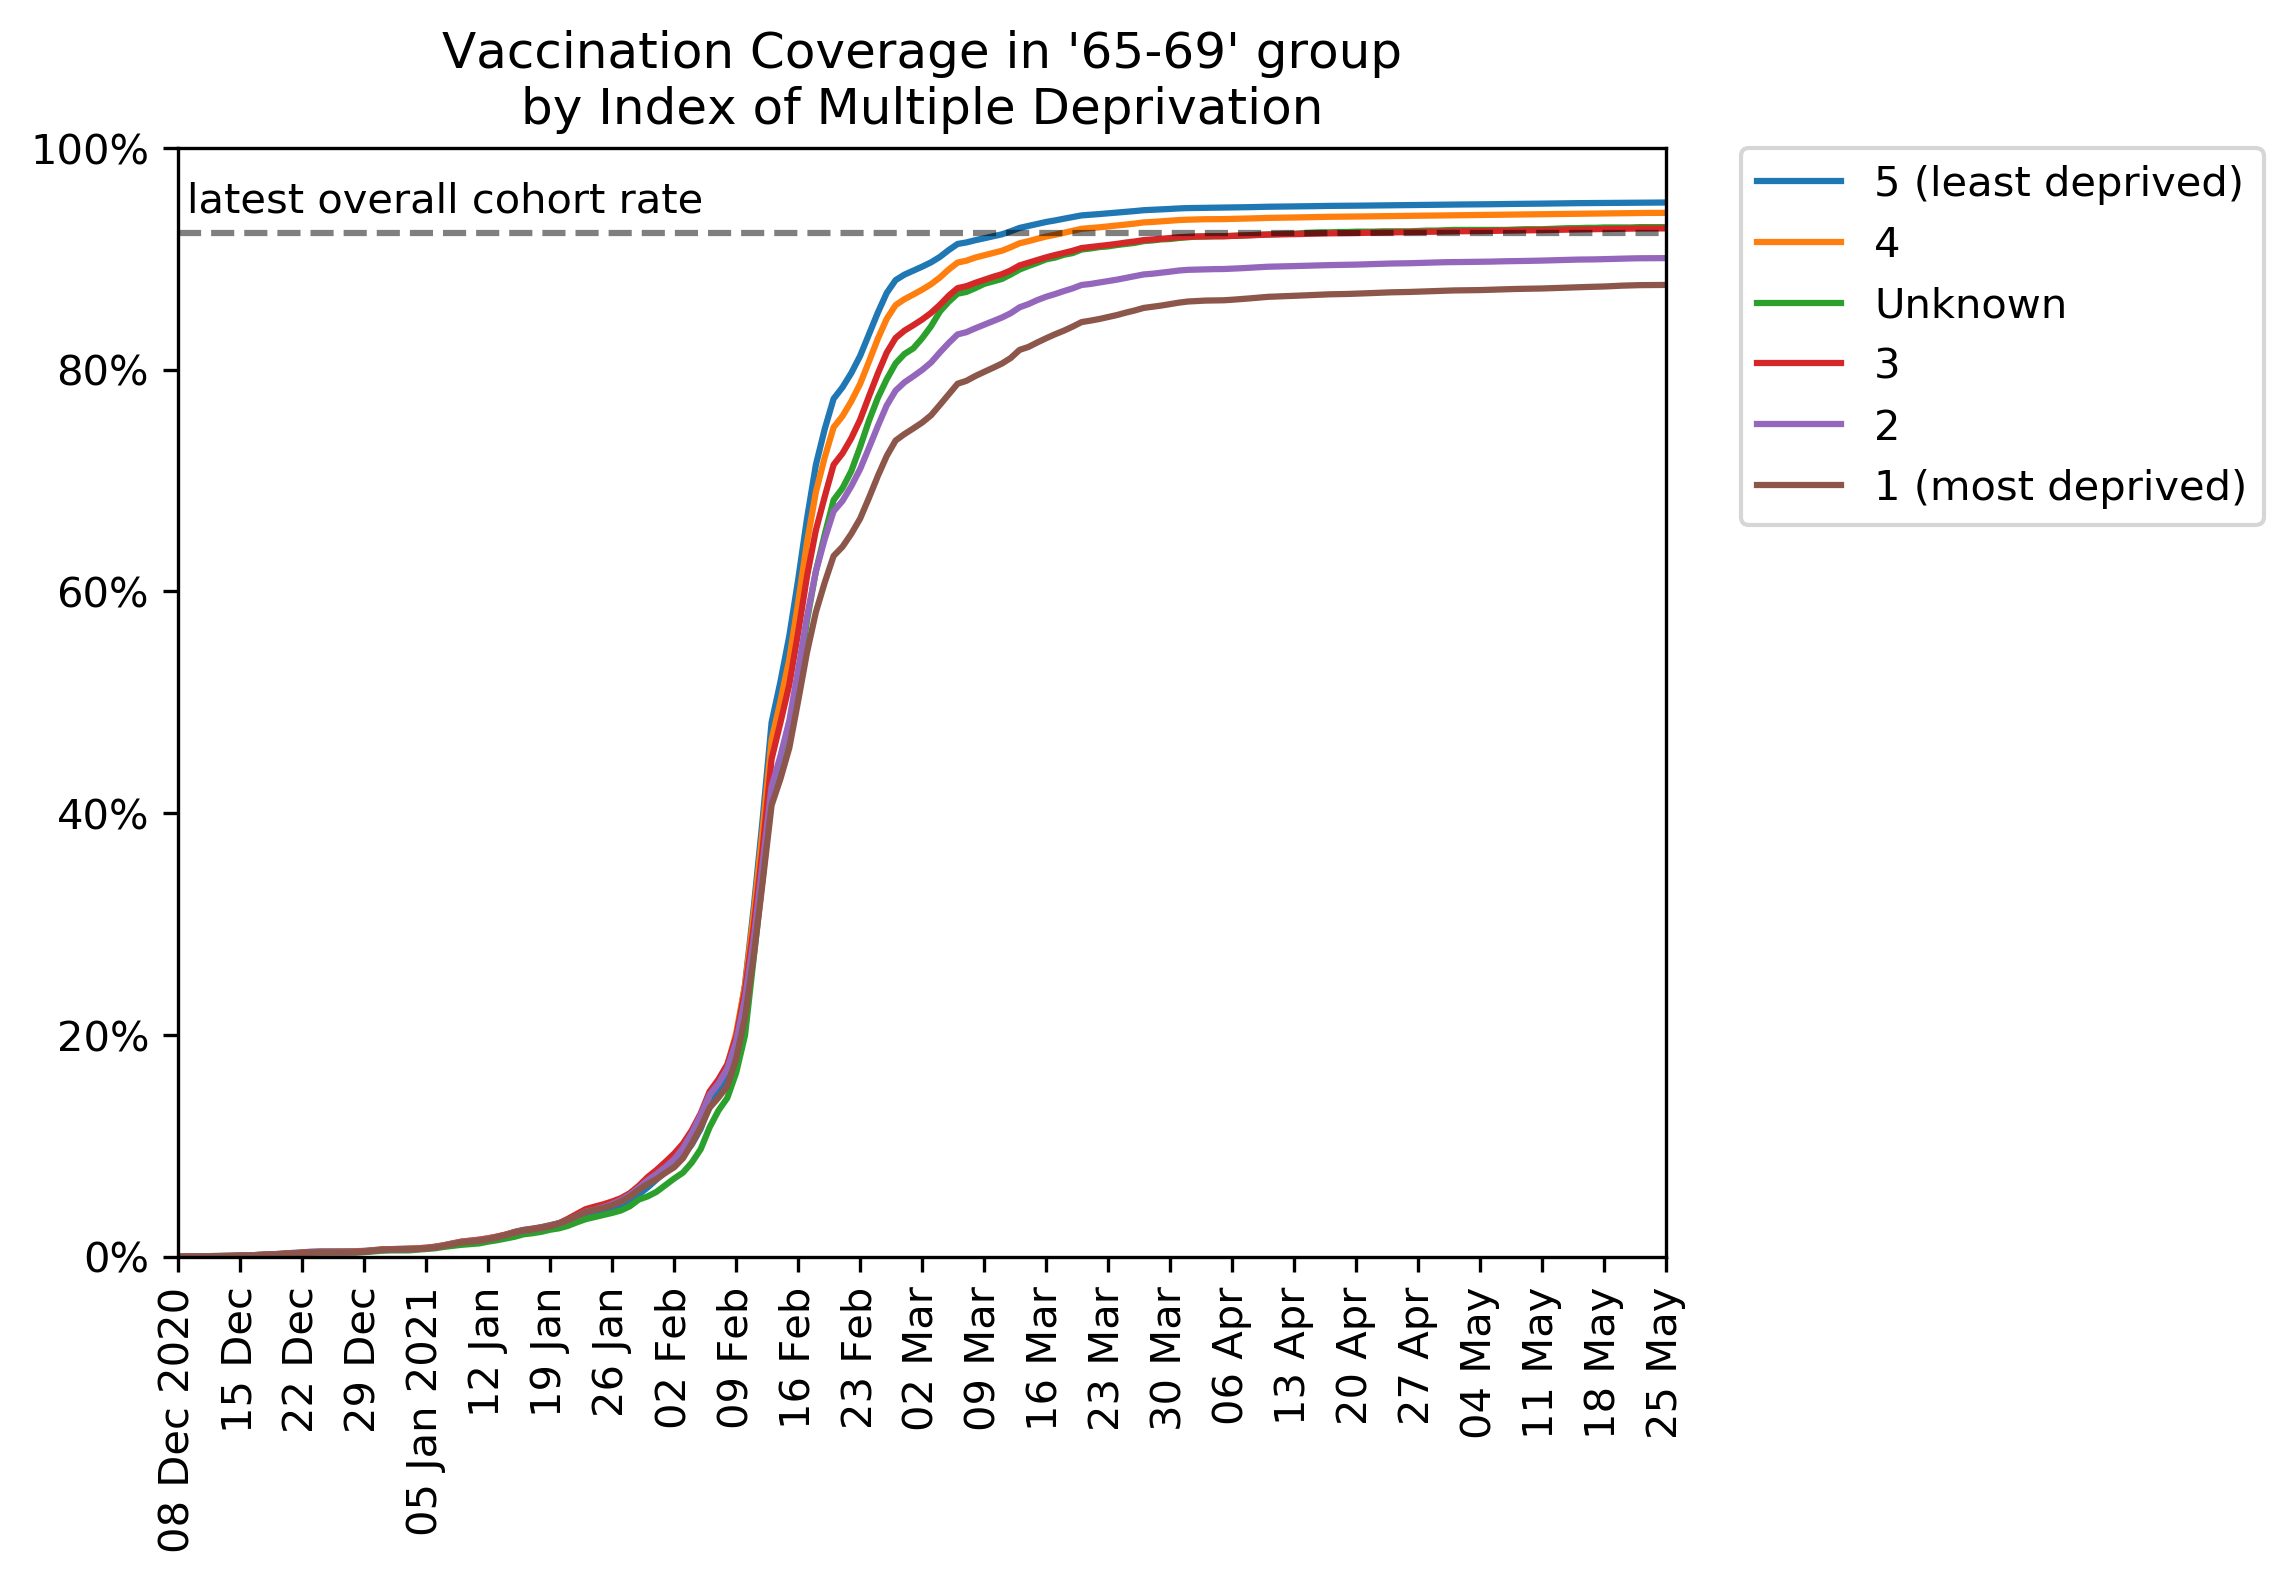 Vaccination Coverage in '65-69' group
by Index of Multiple Deprivation
100%
80%
60%
40%
20%
0%
latest overall cohort rate
5 (least deprived)
4
Unknown
3
2
1 (most deprived)
08 Dec 2020
15 Dec
22 Dec
29 Dec
05 Jan 2021
12 Jan
19 Jan
26 Jan
02 Feb
09 Feb
16 Feb
23 Feb
02 Mar
09 Mar
16 Mar
23 Mar
30 Mar
06 Apr
13 Apr
20 Apr
27 Apr
04 May
11 May
18 May
25 May